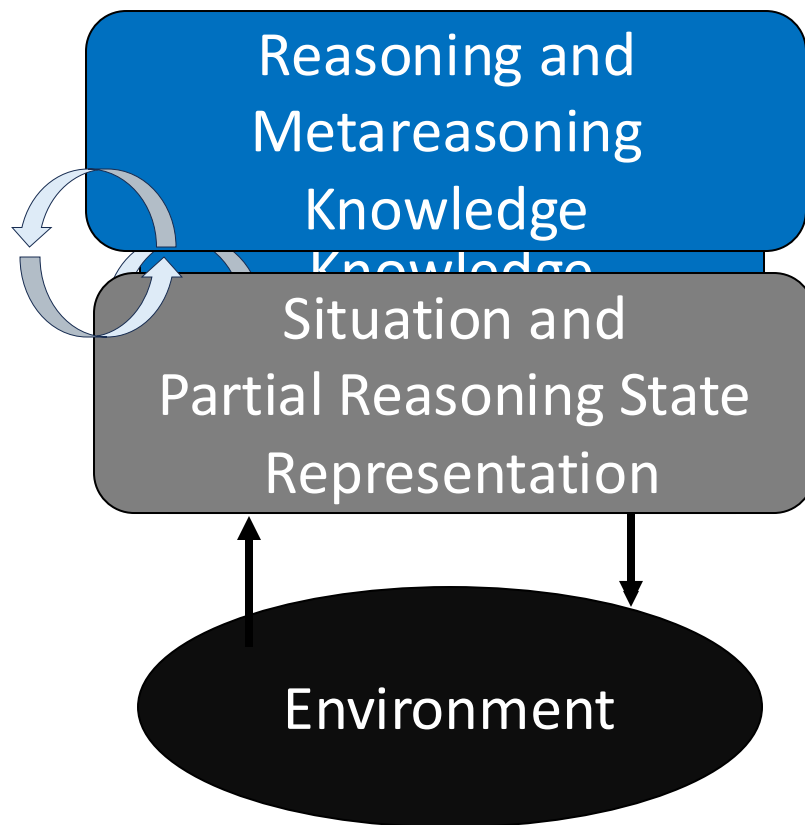 Reasoning and
Metareasoning
Knowledge
Knowledge
Situation and
Partial Reasoning State
Representation
Environment